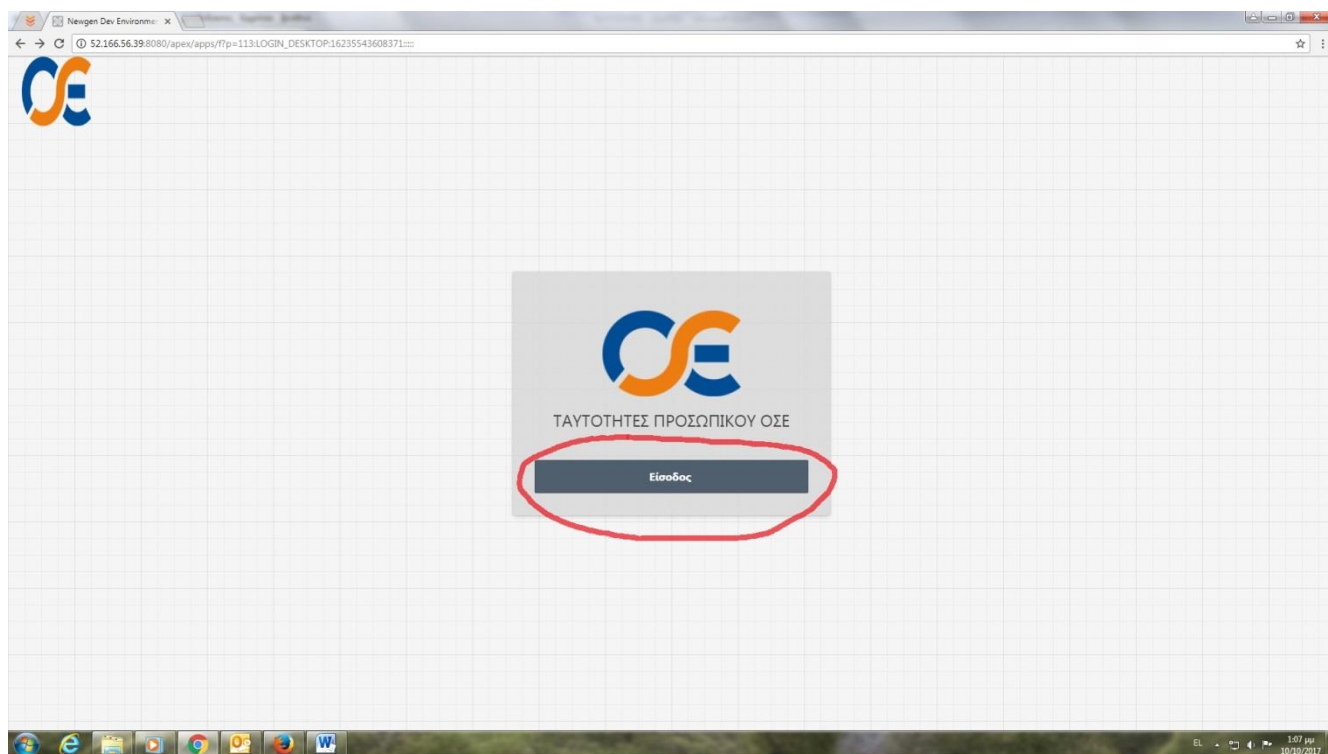 Newgen Dev Environme
52.166.56.39:8080/apex/apps/f?p=113:LOGIN_DESKTOP:16235543608371:::::
ΤΑΥΤΟΤΗΤΕΣ ΠΡΟΣΩΠΙΚΟΥ ΟΣΕ
Είσοδος
EL
1:07 μμ
10/10/2017